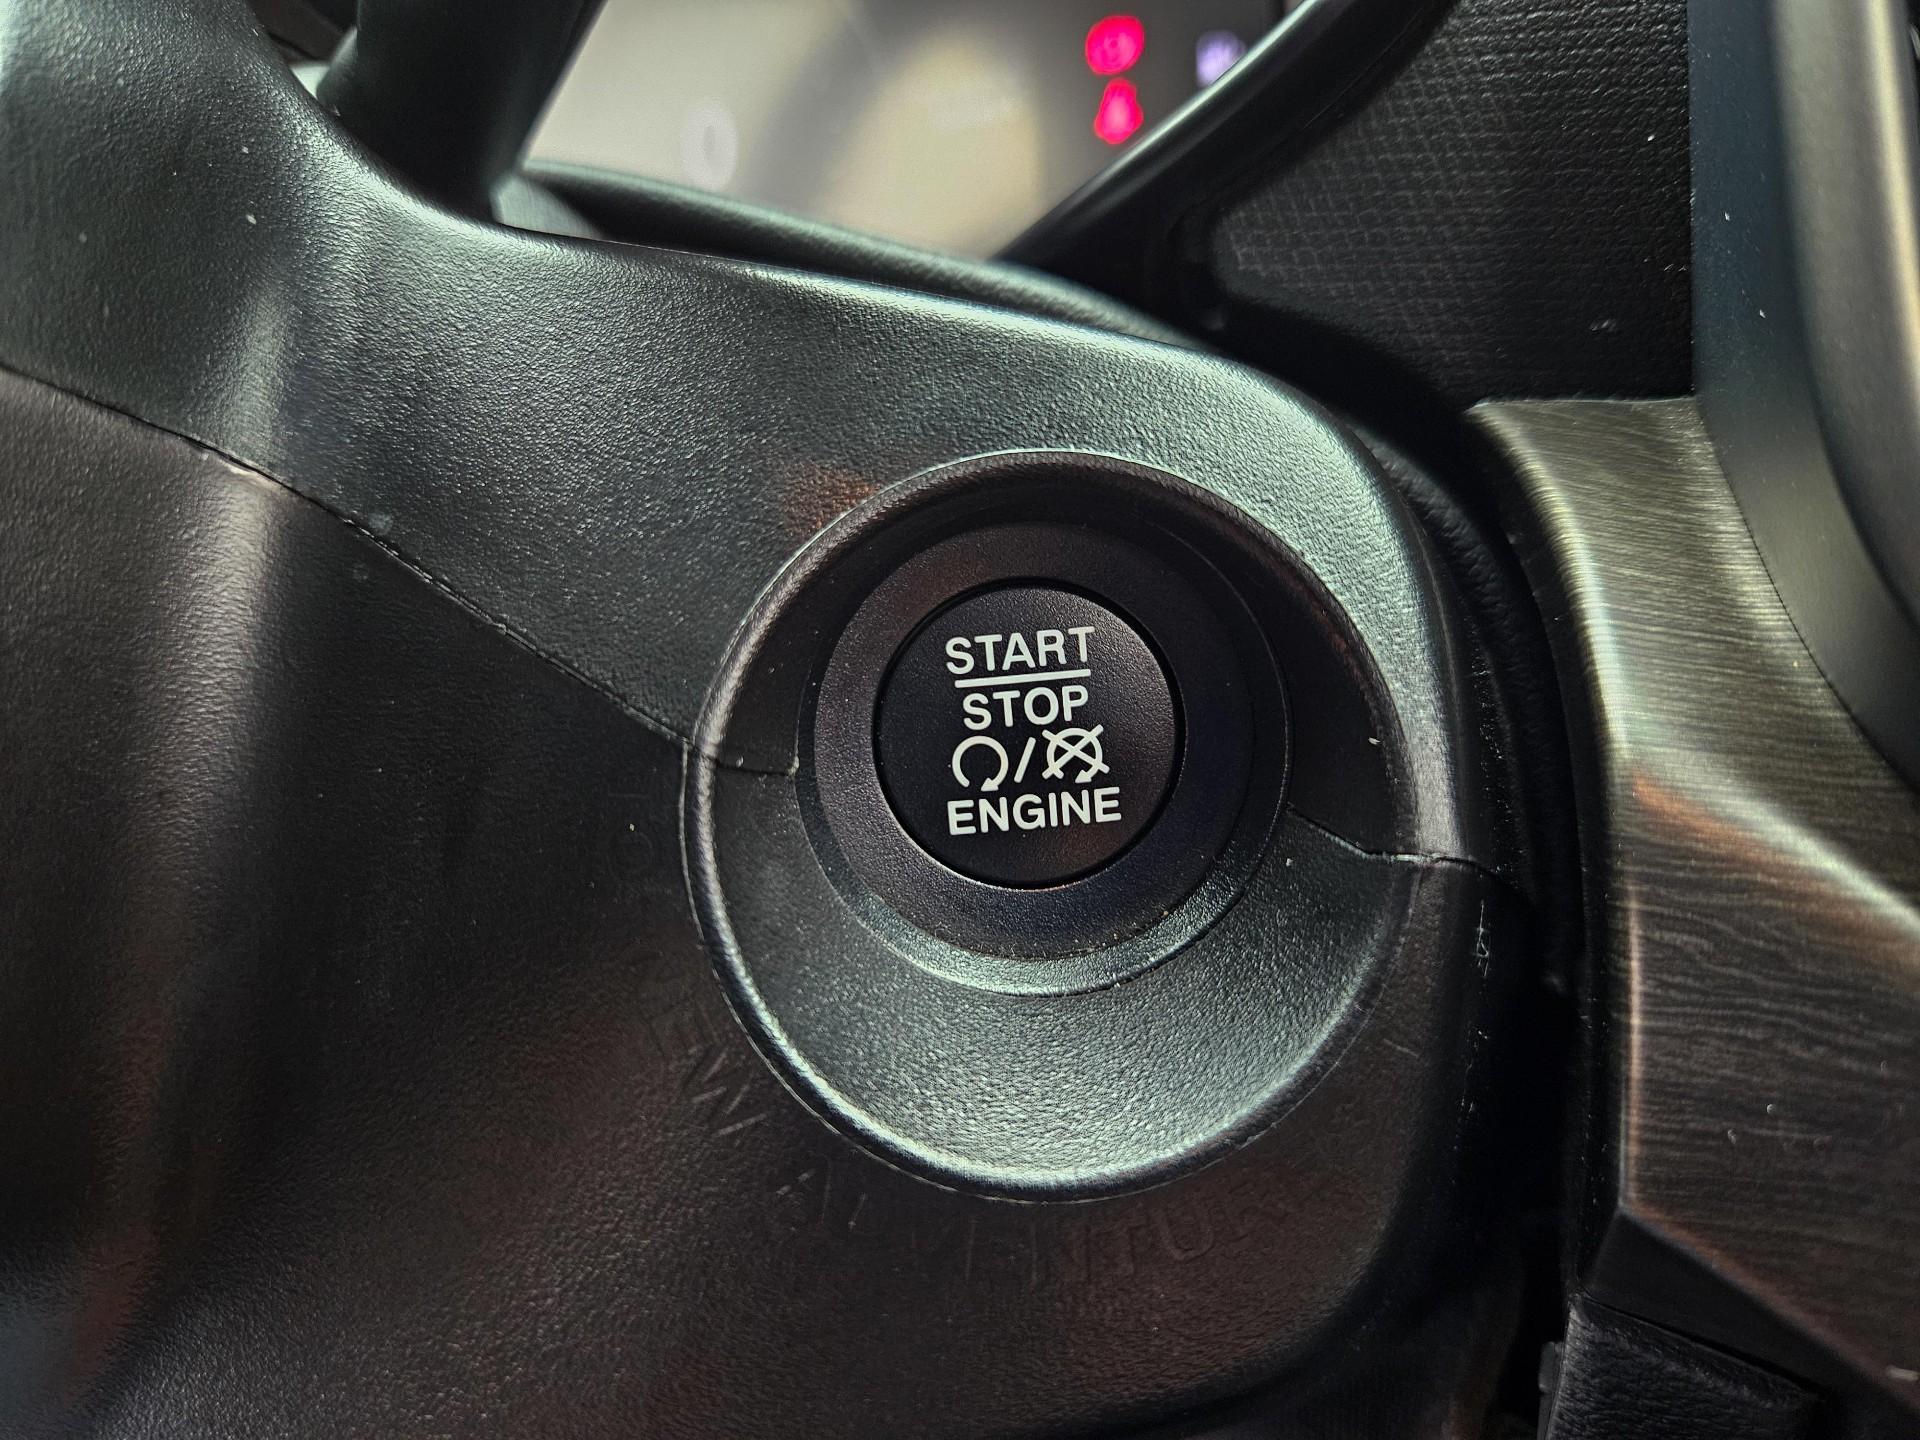 START
STOP
/
ENGINE